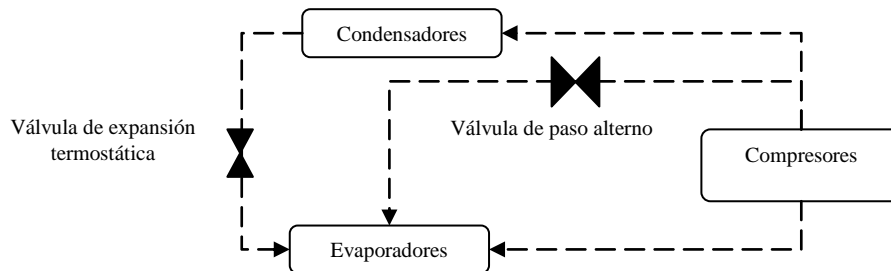 Condensadores
Válvula de expansión
termostática
Válvula de paso alterno
Compresores
Evaporadores